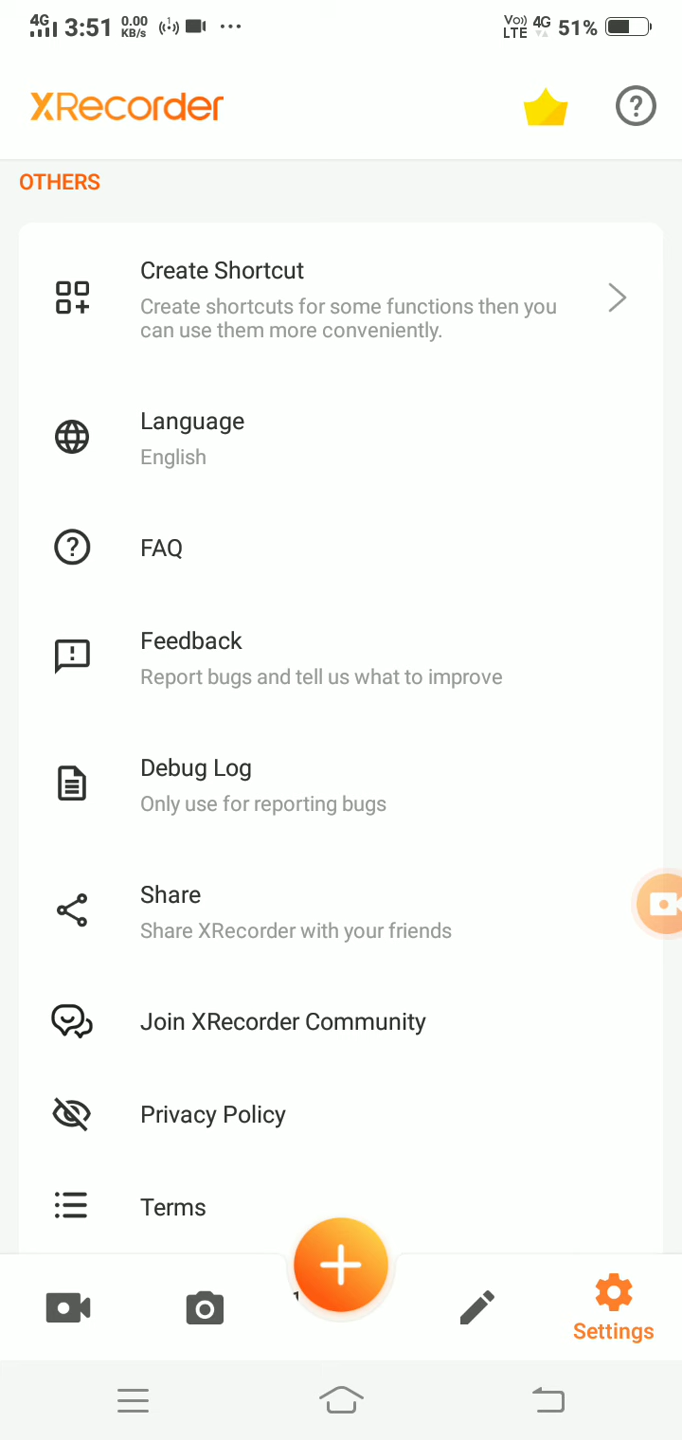 4G 3:51 0.00 KB/s ... Vo) LTE 4G 51%
XRecorder
OTHERS
Create Shortcut
Create shortcuts for some functions then you
can use them more conveniently.
Language
English
FAQ
Feedback
Report bugs and tell us what to improve
Debug Log
Only use for reporting bugs
Share
Share XRecorder with your friends
Join XRecorder Community
Privacy Policy
Terms
Settings